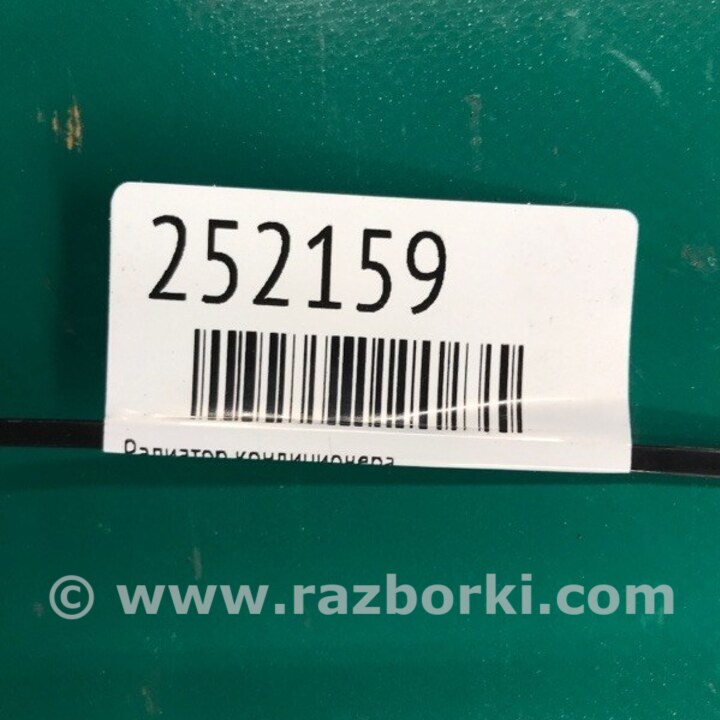 252159
Радиатор кондиционера
© www.razborki.com